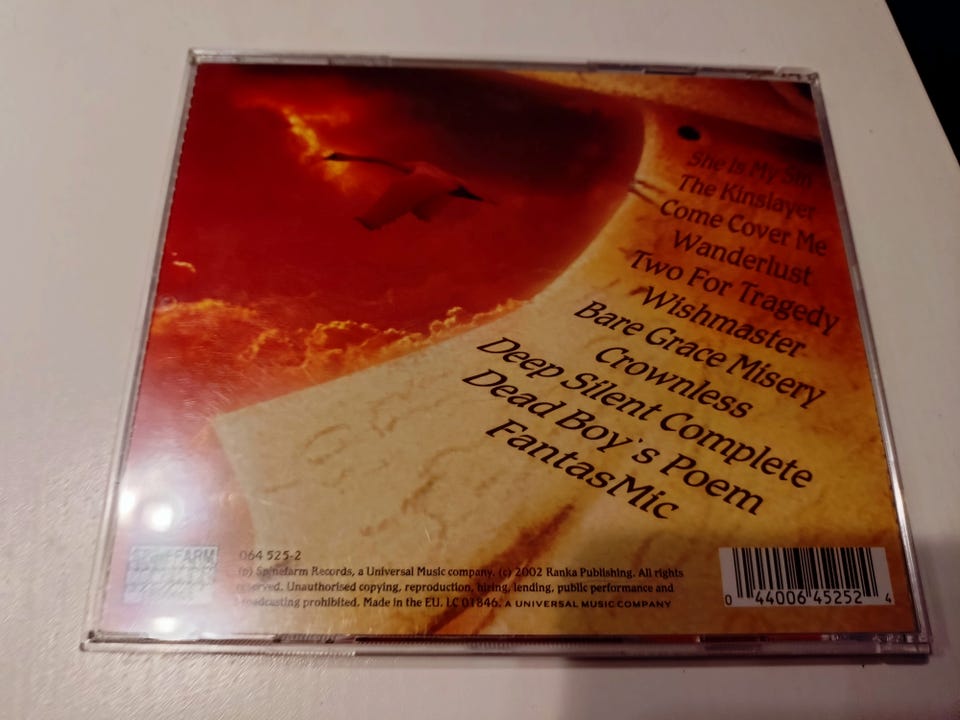 She Is My Sin
The Kinslayer
Come Cover Me
Wanderlust
Two For Tragedy
Wishmaster
Bare Grace Misery
Crownless
Deep Silent Complete
Dead Boy's Poem
FantasMic
SPINEFARM
064 525-2
(p) Spinefarm Records, a Universal Music company. (c) 2002 Ranka Publishing. All rights
reserved. Unauthorised copying, reproduction, hiring, lending, public performance and
broadcasting prohibited. Made in the EU. LC 01846. A UNIVERSAL MUSIC COMPANY
0 44006 45252 4